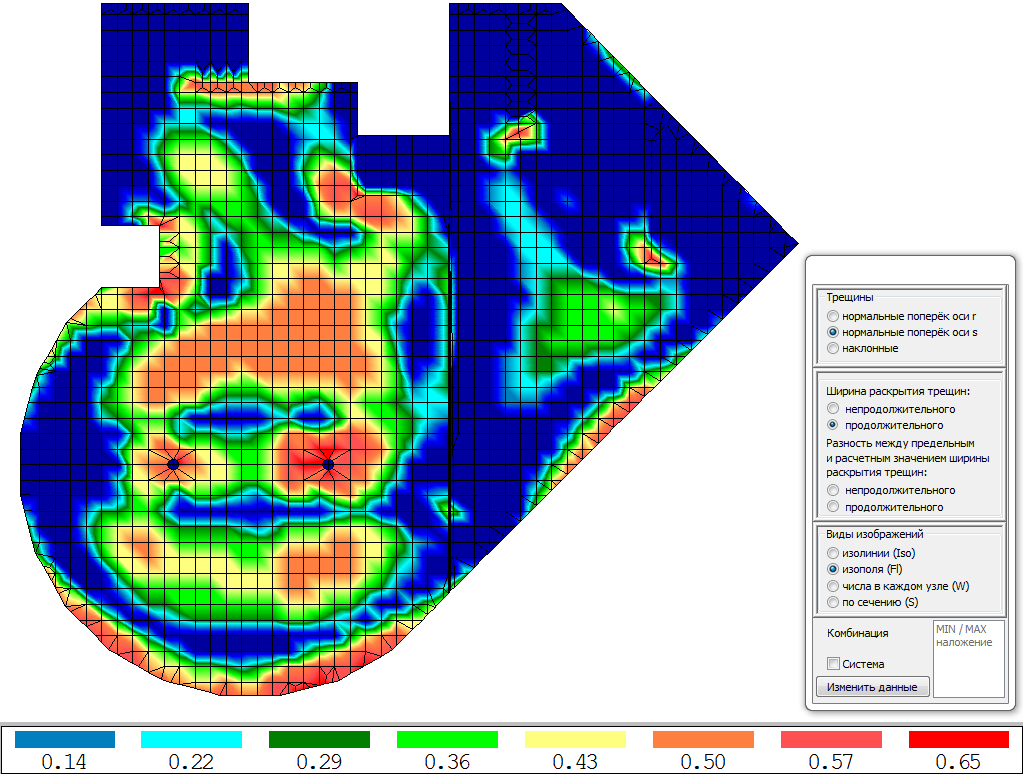 Трещины
нормальные поперёк оси r
нормальные поперёк оси s
наклонные
Ширина раскрытия трещин:
непродолжительного
продолжительного
Разность между предельным
и расчетным значением ширины
раскрытия трещин:
непродолжительного
продолжительного
Виды изображений
изолинии (Iso)
изополя (Fl)
числа в каждом узле (W)
по сечению (S)
Комбинация
MIN / MAX
наложение
Система
Изменить данные
0.14 0.22 0.29 0.36 0.43 0.50 0.57 0.65